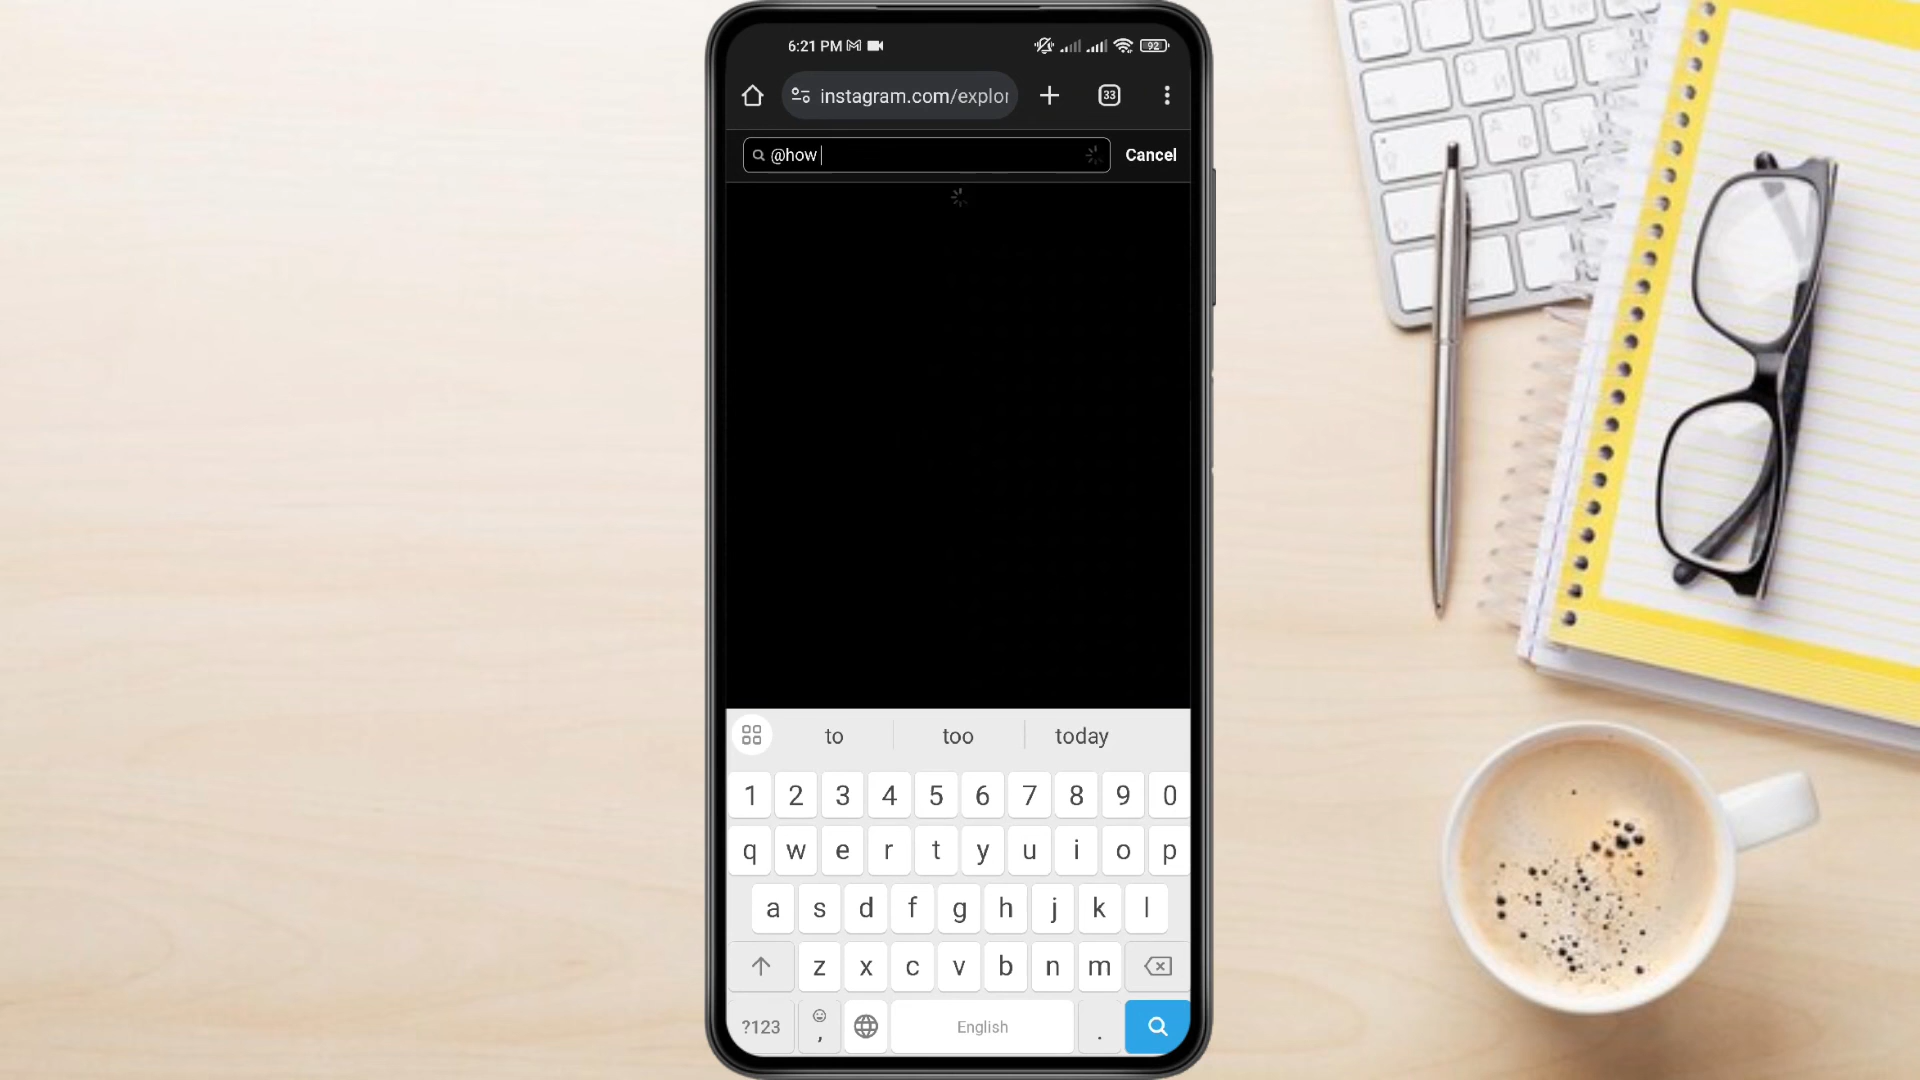 6:21 PM 92
instagram.com/explor 33
@how Cancel
to too today
1 2 3 4 5 6 7 8 9 0
q w e r t y u i o p
a s d f g h j k l
z x c v b n m
?123 , English .